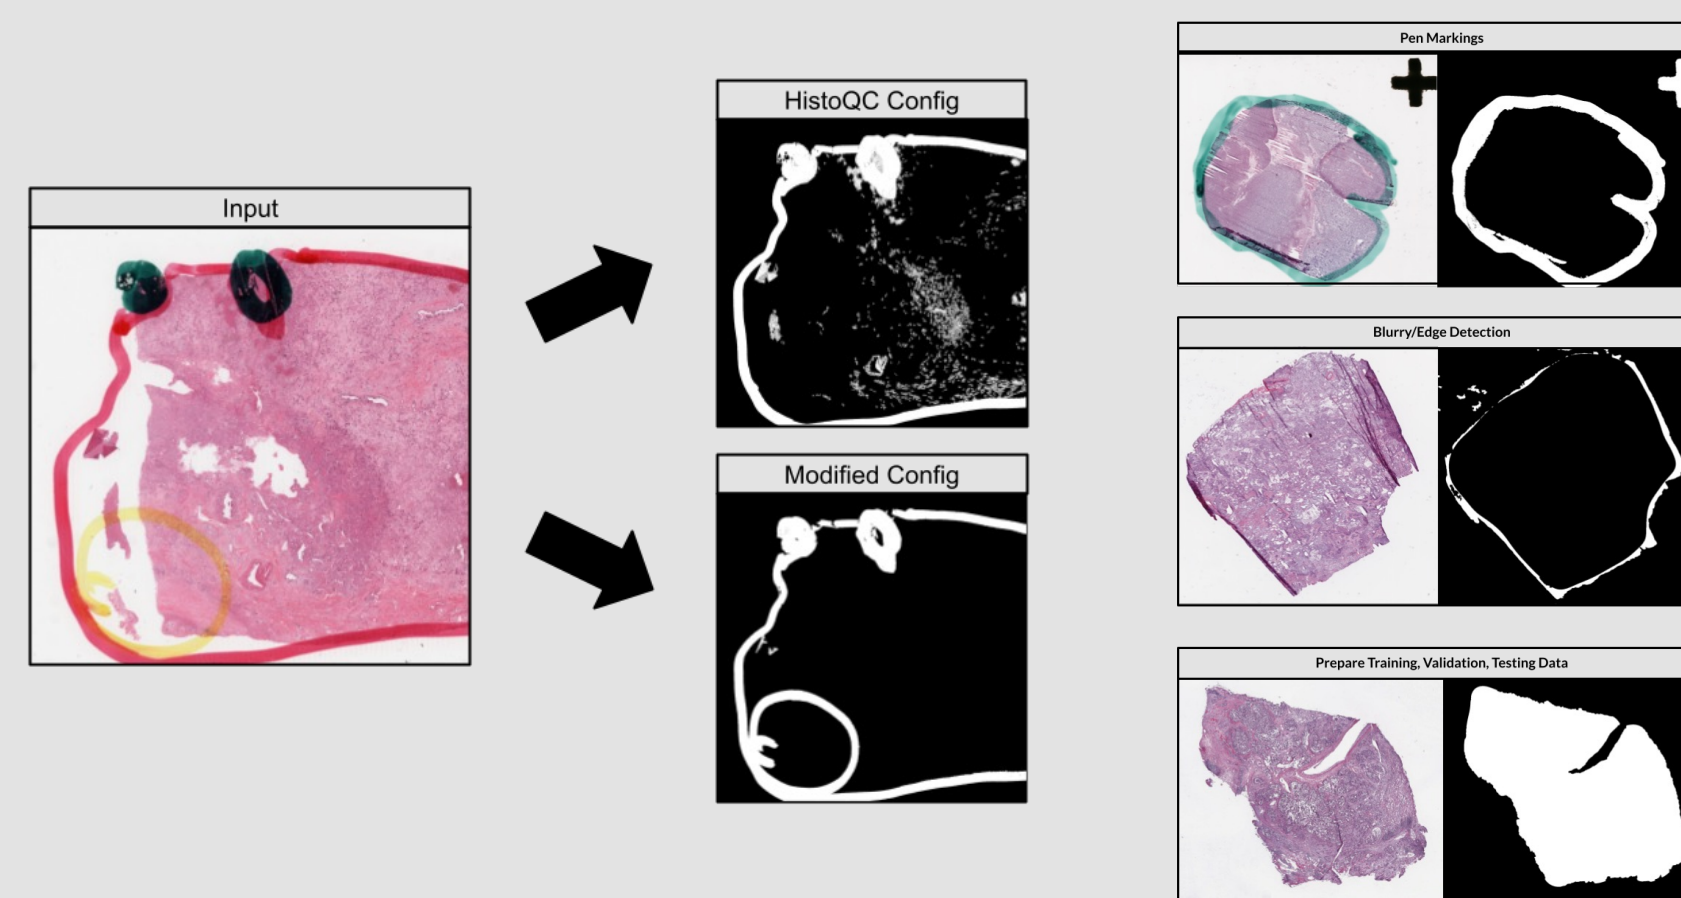 Input
HistoQC Config
Modified Config
Pen Markings
Blurry/Edge Detection
Prepare Training, Validation, Testing Data